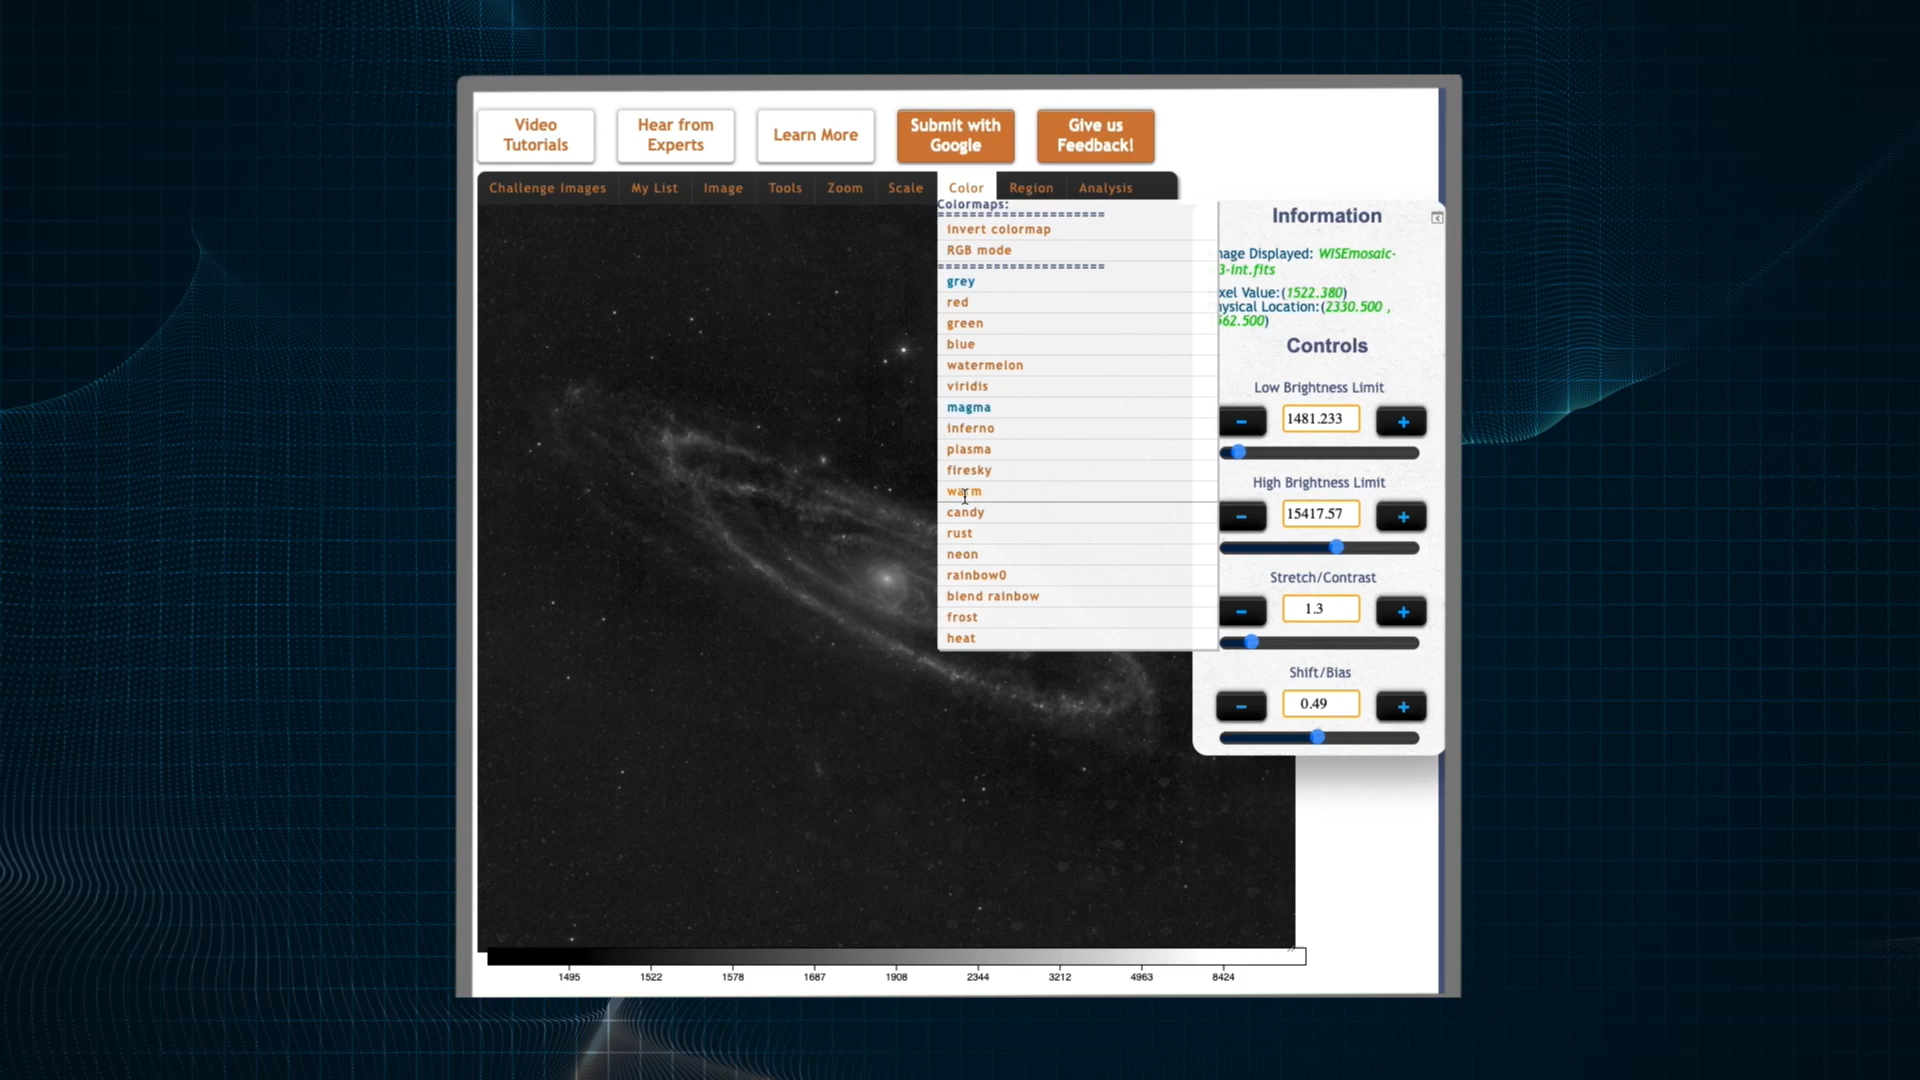 Video
Tutorials
Hear from
Experts
Learn More
Submit with
Google
Give us
Feedback!
Challenge Images
My List
Image
Tools
Zoom
Scale
Color
Region
Analysis
Colormaps:
=====================
invert colormap
RGB mode
=====================
grey
red
green
blue
watermelon
viridis
magma
inferno
plasma
firesky
warm
candy
rust
neon
rainbow0
blend rainbow
frost
heat
Information
mage Displayed: WISEmosaic-
3-int.fits
xel Value:(1522.380)
ysical Location:(2330.500 ,
562.500)
Controls
Low Brightness Limit
- 1481.233 +
High Brightness Limit
- 15417.57 +
Stretch/Contrast
- 1.3 +
Shift/Bias
- 0.49 +
1495 1522 1578 1687 1908 2344 3212 4963 8424